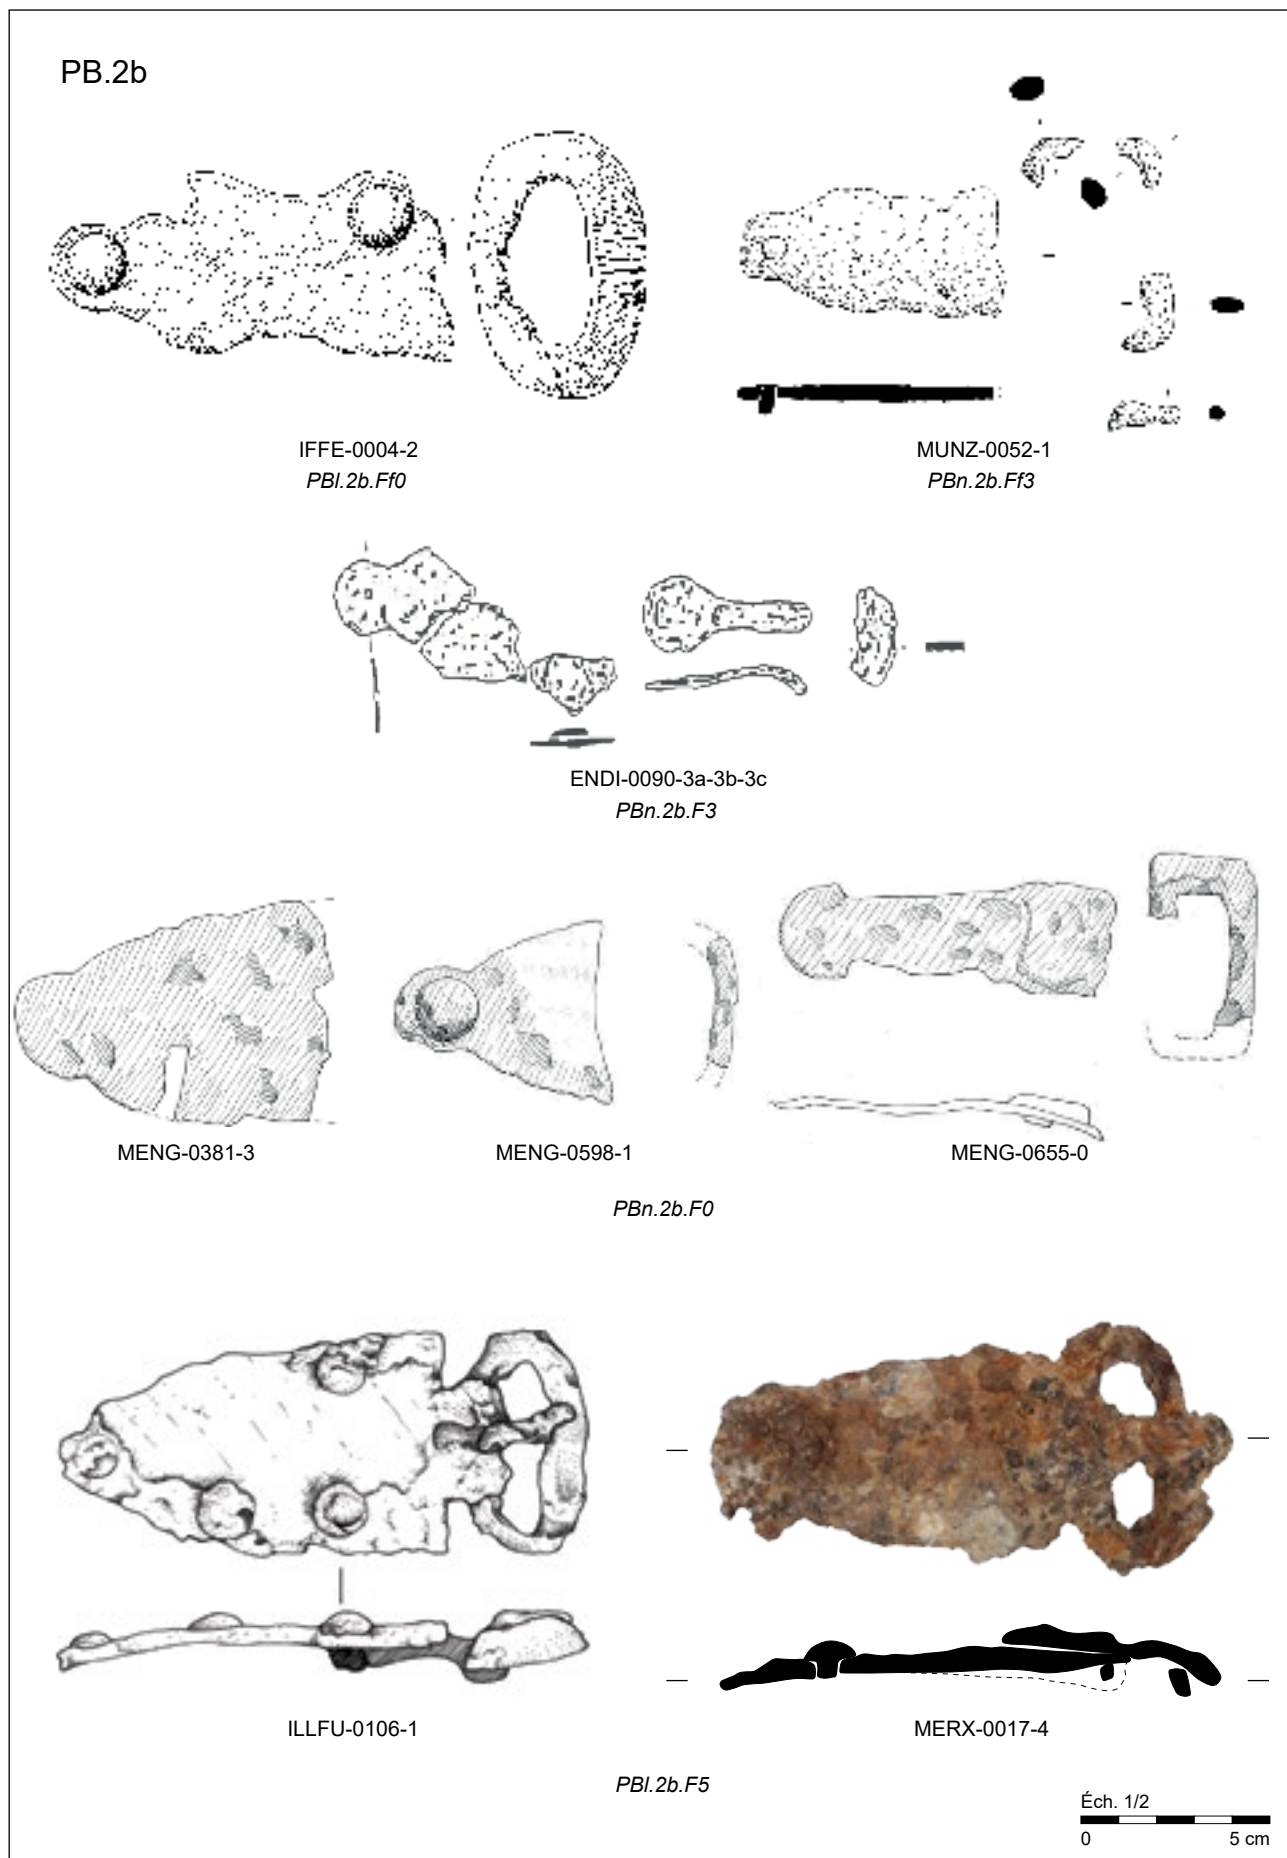 PB.2b
IFFE-0004-2
PBl.2b.Ff0
MUNZ-0052-1
PBn.2b.Ff3
ENDI-0090-3a-3b-3c
PBn.2b.F3
MENG-0381-3
MENG-0598-1
MENG-0655-0
PBn.2b.F0
ILLFU-0106-1
MERX-0017-4
PBl.2b.F5
Éch. 1/2
0 5 cm